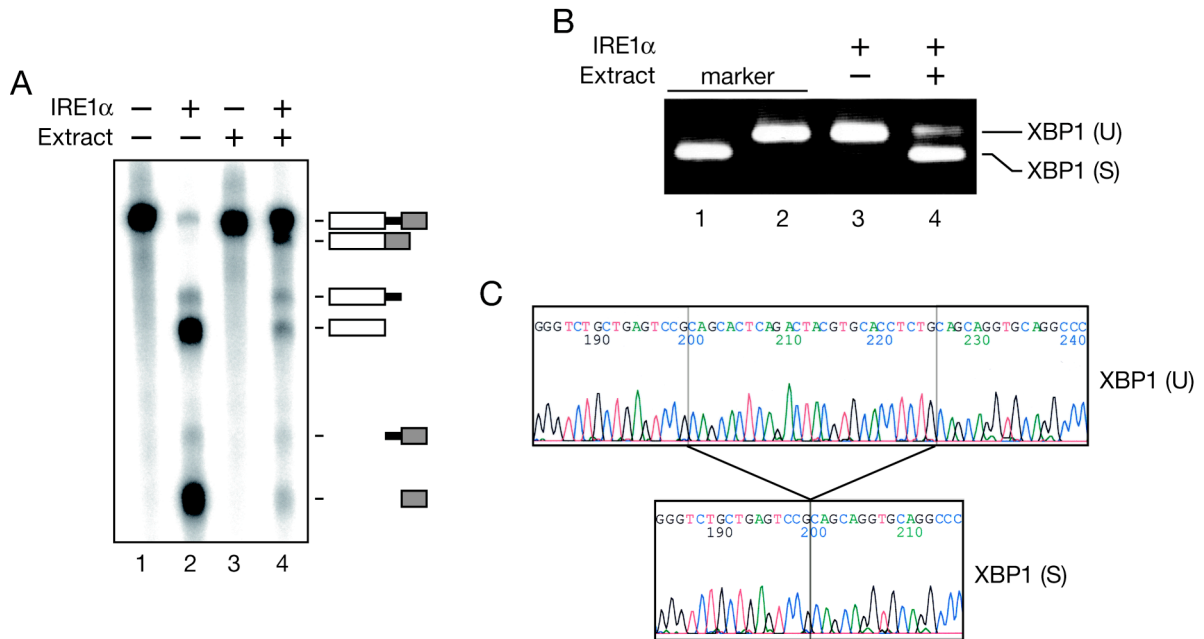 A
IRE1α − + − +
Extract − − + +
1 2 3 4
B
IRE1α + +
Extract marker − +
XBP1 (U)
XBP1 (S)
1 2 3 4
C
GGGTCTGCTGAGTCCGCAGCACTCAGACTACGTGCACCTCTGCAGCAGGTGCAGGCCC
190 200 210 220 230 240
XBP1 (U)
GGGTCTGCTGAGTCCGCAGCAGGTGCAGGCCC
190 200 210
XBP1 (S)